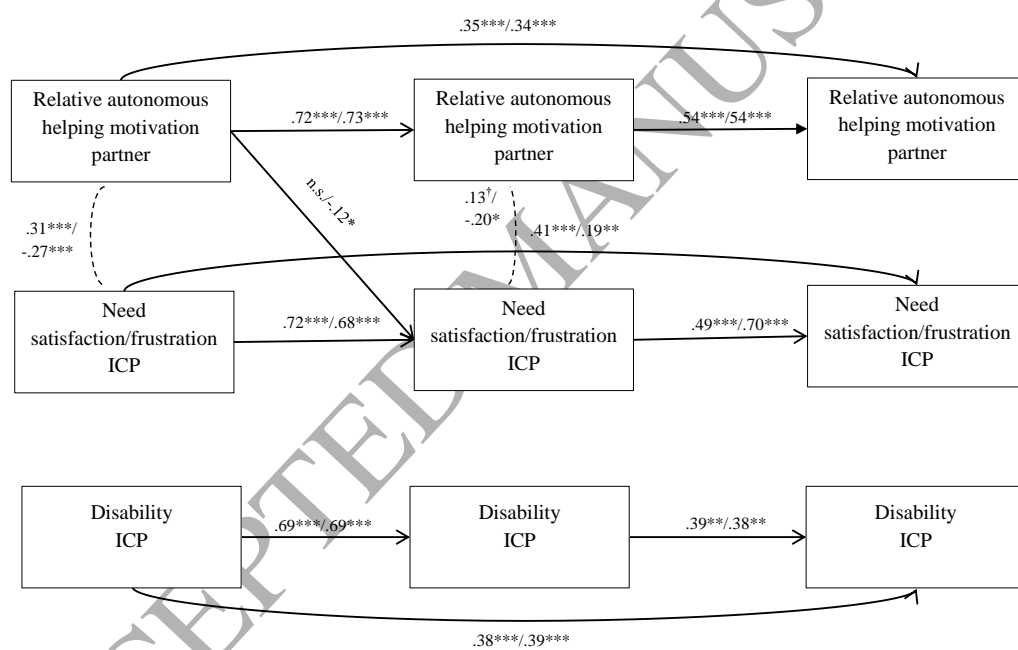 .35***/.34***
Relative autonomous
helping motivation
partner
.72***/.73***
Relative autonomous
helping motivation
partner
.54***/54***
Relative autonomous
helping motivation
partner
n.s./-.12*
.31***/
-.27***
.13†/
-.20*
.41***/.19**
Need
satisfaction/frustration
ICP
.72***/.68***
Need
satisfaction/frustration
ICP
.49***/.70***
Need
satisfaction/frustration
ICP
Disability
ICP
.69***/.69***
Disability
ICP
.39**/.38**
Disability
ICP
.38***/.39***
CEPTED MANUS